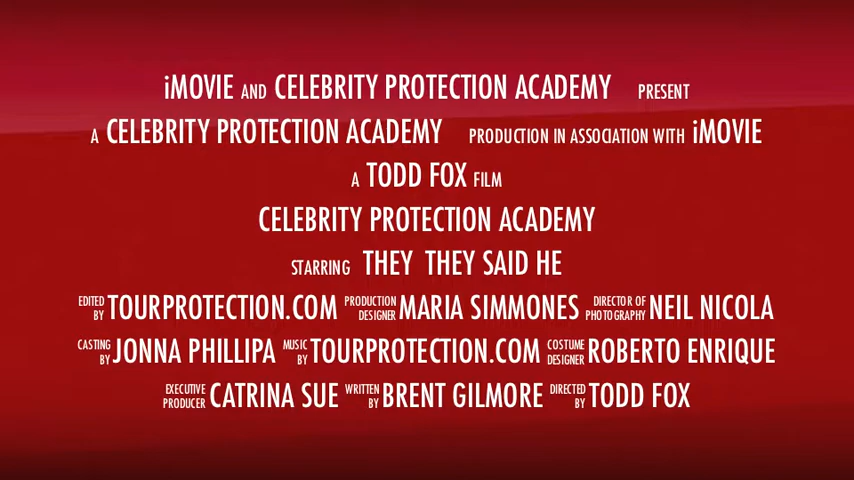 iMOVIE AND CELEBRITY PROTECTION ACADEMY PRESENT
A CELEBRITY PROTECTION ACADEMY PRODUCTION IN ASSOCIATION WITH iMOVIE
A TODD FOX FILM
CELEBRITY PROTECTION ACADEMY
STARRING THEY THEY SAID HE
EDITED BY TOURPROTECTION.COM PRODUCTION DESIGNER MARIA SIMMONES DIRECTOR OF PHOTOGRAPHY NEIL NICOLA
CASTING BY JONNA PHILLIPA MUSIC BY TOURPROTECTION.COM COSTUME DESIGNER ROBERTO ENRIQUE
EXECUTIVE PRODUCER CATRINA SUE WRITTEN BY BRENT GILMORE DIRECTED BY TODD FOX